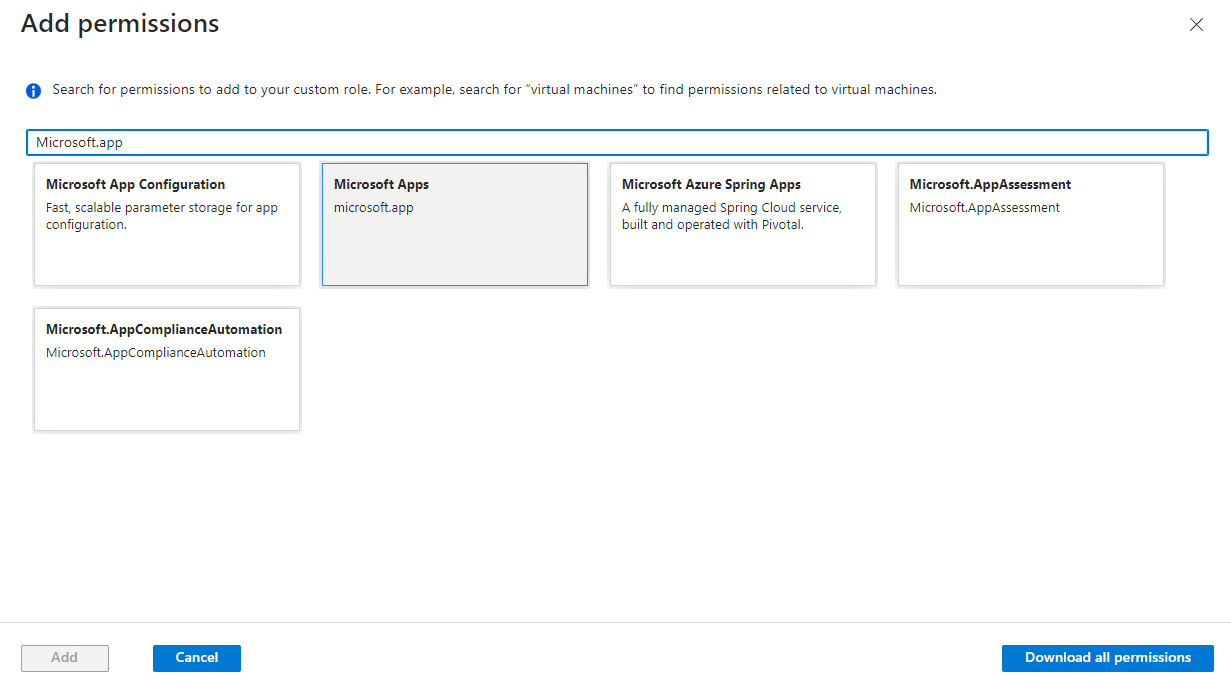 Add permissions
Search for permissions to add to your custom role. For example, search for “virtual machines” to find permissions related to virtual machines.
Microsoft.app
Microsoft App Configuration
Fast, scalable parameter storage for app
configuration.
Microsoft Apps
microsoft.app
Microsoft Azure Spring Apps
A fully managed Spring Cloud service,
built and operated with Pivotal.
Microsoft.AppAssessment
Microsoft.AppAssessment
Microsoft.AppComplianceAutomation
Microsoft.AppComplianceAutomation
Add
Cancel
Download all permissions